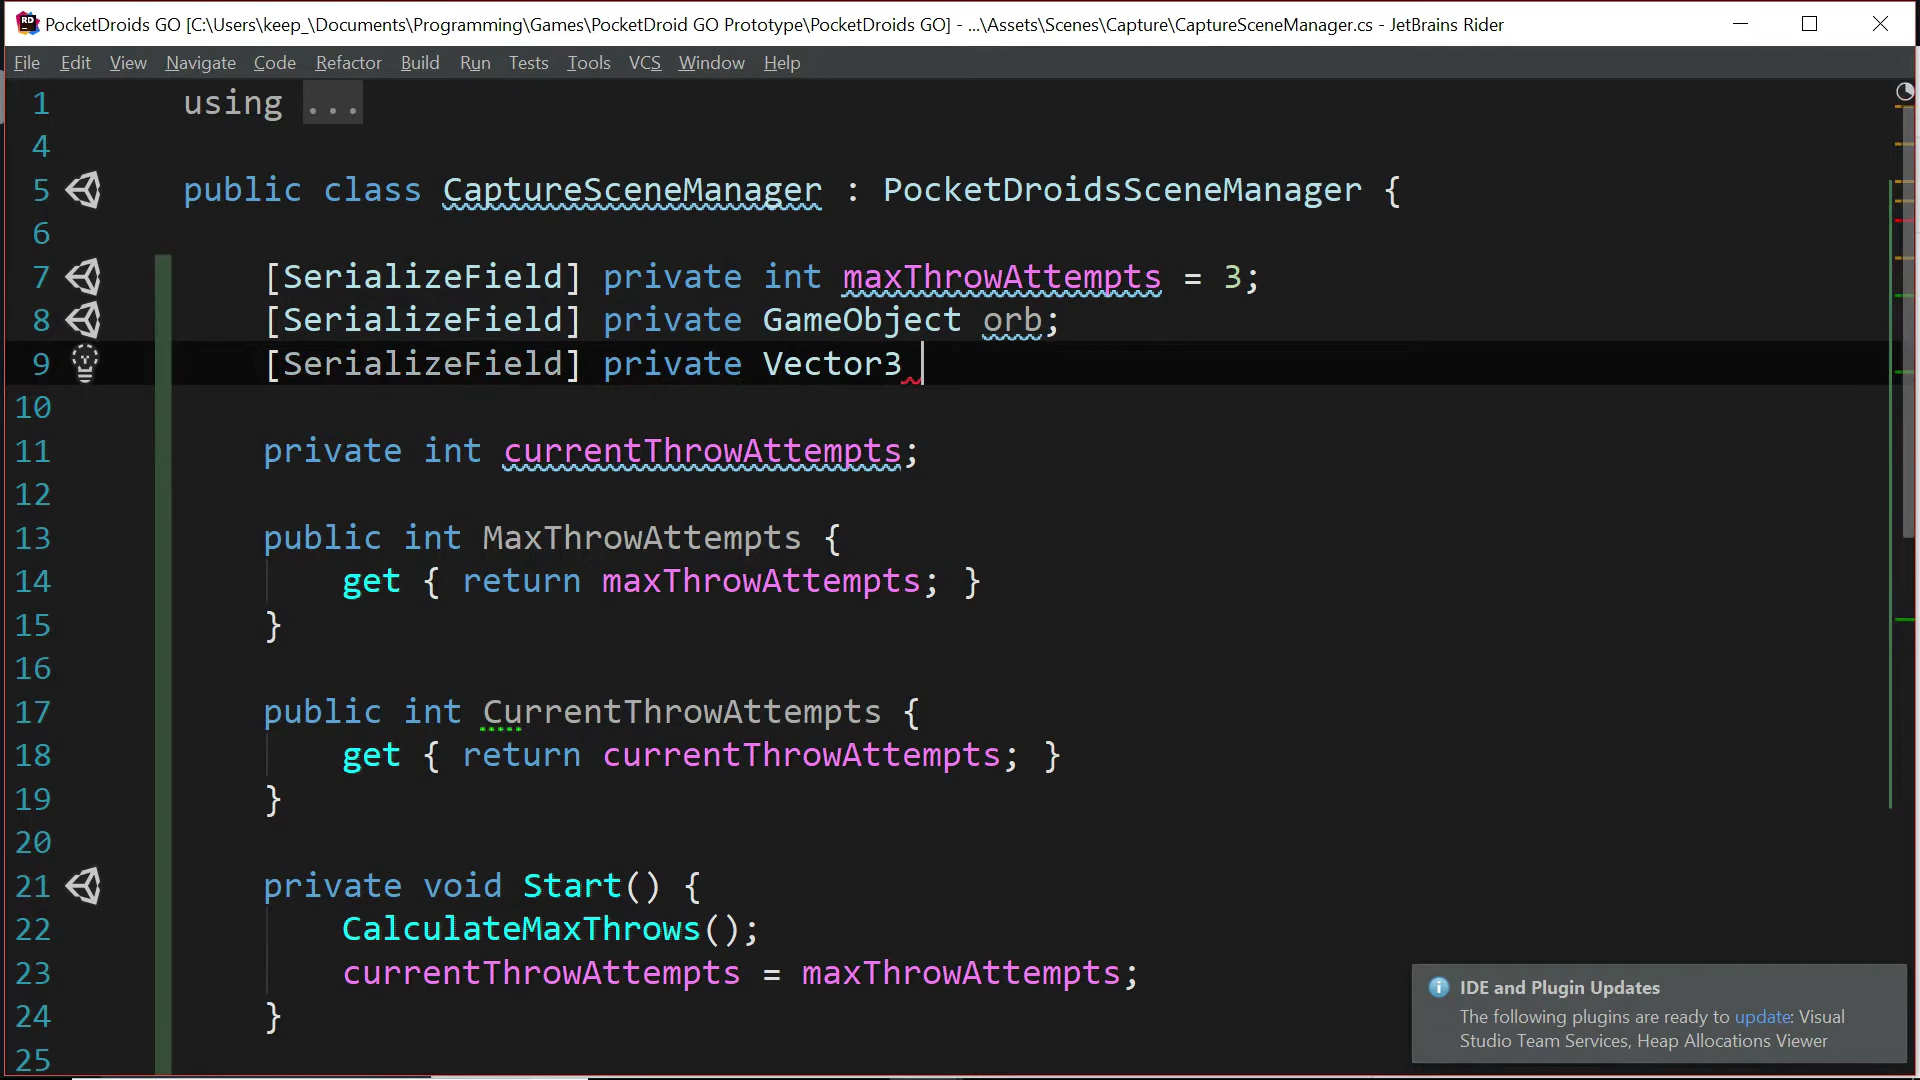 PocketDroids GO [C:\Users\keep_\Documents\Programming\Games\PocketDroid GO Prototype\PocketDroids GO] - ...\Assets\Scenes\Capture\CaptureSceneManager.cs - JetBrains Rider
File Edit View Navigate Code Refactor Build Run Tests Tools VCS Window Help
1 using ...
4
5 public class CaptureSceneManager : PocketDroidsSceneManager {
6
7 [SerializeField] private int maxThrowAttempts = 3;
8 [SerializeField] private GameObject orb;
9 [SerializeField] private Vector3
10
11 private int currentThrowAttempts;
12
13 public int MaxThrowAttempts {
14 get { return maxThrowAttempts; }
15 }
16
17 public int CurrentThrowAttempts {
18 get { return currentThrowAttempts; }
19 }
20
21 private void Start() {
22 CalculateMaxThrows();
23 currentThrowAttempts = maxThrowAttempts;
24 }
25
IDE and Plugin Updates
The following plugins are ready to update: Visual
Studio Team Services, Heap Allocations Viewer